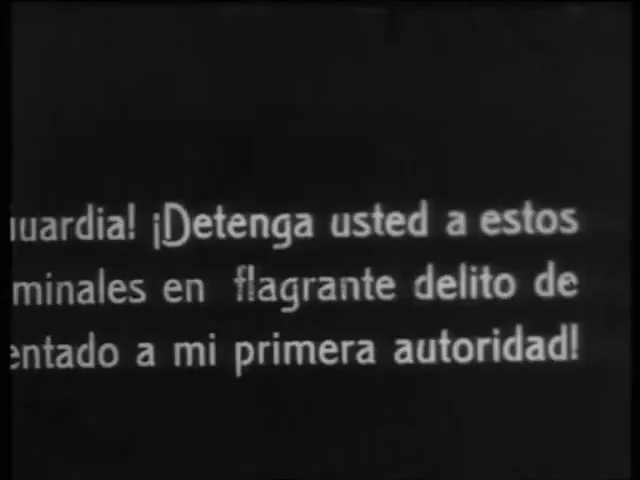 uardia! ¡Detenga usted a estos
minales en flagrante delito de
entado a mi primera autoridad!